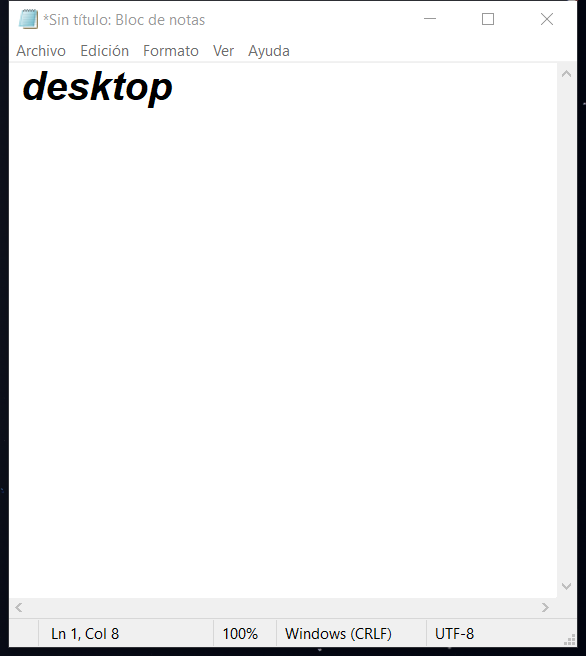 *Sin título: Bloc de notas
Archivo Edición Formato Ver Ayuda
desktop
Ln 1, Col 8 100% Windows (CRLF) UTF-8